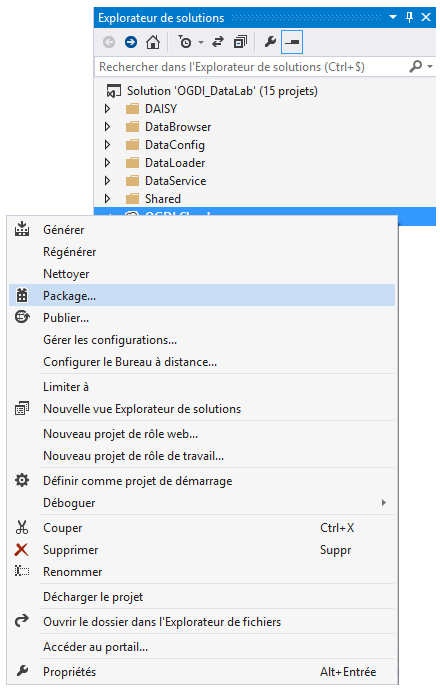 Explorateur de solutions
Rechercher dans l'Explorateur de solutions (Ctrl+$)
Solution 'OGDI_DataLab' (15 projets)
DAISY
DataBrowser
DataConfig
DataLoader
DataService
Shared
Générer
Régénérer
Nettoyer
Package...
Publier...
Gérer les configurations...
Configurer le Bureau à distance...
Limiter à
Nouvelle vue Explorateur de solutions
Nouveau projet de rôle web...
Nouveau projet de rôle de travail...
Définir comme projet de démarrage
Déboguer
Couper Ctrl+X
Supprimer Suppr
Renommer
Décharger le projet
Ouvrir le dossier dans l'Explorateur de fichiers
Accéder au portail...
Propriétés Alt+Entrée